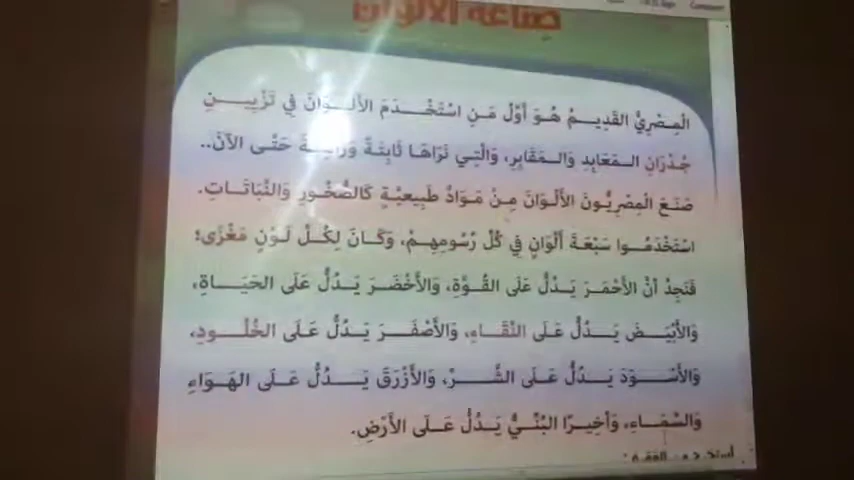 صناعة الألوان
Comment
المِصْرِيُّ القَدِيمُ هُوَ أَوَّلُ مَنِ اسْتَخْدَمَ الأَلْوَانَ فِي تَزْيِينِ
جُدْرَانِ المَعَابِدِ وَالمَقَابِرِ، وَالَّتِي نَرَاهَا ثَابِتَةً حَتَّى الآنَ..
صَنَعَ المِصْرِيُّونَ الأَلْوَانَ مِنْ مَوَادَّ طَبِيعِيَّةٍ كَالصُّخُورِ وَالنَّبَاتَاتِ.
اسْتَخْدَمُوا سَبْعَةَ أَلْوَانٍ فِي كُلِّ رُسُومِهِمْ، وَكَانَ لِكُلِّ لَوْنٍ مَغْزًى؛
فَنَجِدُ أَنَّ الأَحْمَرَ يَدُلُّ عَلَى القُوَّةِ، وَالأَخْضَرَ يَدُلُّ عَلَى الحَيَاةِ،
وَالأَبْيَضَ يَدُلُّ عَلَى النَّقَاءِ، وَالأَصْفَرَ يَدُلُّ عَلَى الخُلُودِ،
وَالأَسْوَدَ يَدُلُّ عَلَى الشَّرِّ، وَالأَزْرَقَ يَدُلُّ عَلَى الهَوَاءِ
وَالسَّمَاءِ، وَأَخِيرًا البُنِّيُّ يَدُلُّ عَلَى الأَرْضِ.